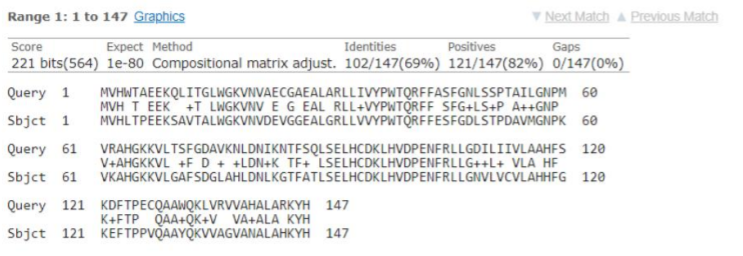 Range 1: 1 to 147 Graphics ▼ Next Match ▲ Previous Match
Score Expect Method Identities Positives Gaps
221 bits(564) 1e-80 Compositional matrix adjust. 102/147(69%) 121/147(82%) 0/147(0%)
Query 1 MVHWTAEEKQLITGLWGKVNVAECGAEALARLLIVYPWTQRFFASFGNLSSPTAILGNPM 60
MVH T EEK +T LWGKVNV E G EAL RLL+VYPWTQRFF SFG+LS+P A++GNP
Sbjct 1 MVHLTPEEKSAVTALWGKVNVDEVGGEALGRLLVVYPWTQRFFESFGDLSTPDAVMGNPK 60
Query 61 VRAHGKKVLTSFGDAVKNLDNIKNTFSQLSELHCDKLHVDPENFRLLGDILIIVLAAHFS 120
V+AHGKKVL +F D + +LDN+K TF+ LSELHCDKLHVDPENFRLLG++L+ VLA HF
Sbjct 61 VKAHGKKVLGAFSDGLAHLDNLKGTFATLSELHCDKLHVDPENFRLLGNVLVCVLAHHFG 120
Query 121 KDFTPECQAAWQKLVRVVAHALARKYH 147
K+FTP QAA+QK+V VA+ALA KYH
Sbjct 121 KEFTPPVQAAYQKVVAGVANALAHKYH 147